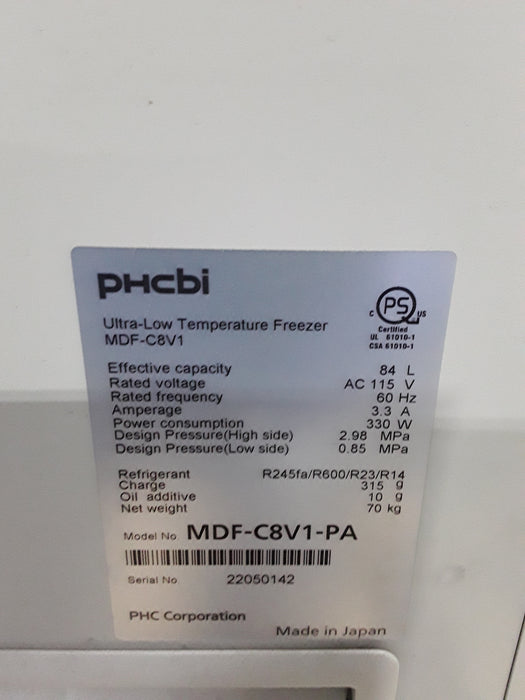 PHCbi
Ultra-Low Temperature Freezer
MDF-C8V1
C PS US
Certified
UL 61010-1
CSA 61010-1
Effective capacity 84 L
Rated voltage AC 115 V
Rated frequency 60 Hz
Amperage 3.3 A
Power consumption 330 W
Design Pressure(High side) 2.98 MPa
Design Pressure(Low side) 0.85 MPa
Refrigerant R245fa/R600/R23/R14
Charge 315 g
Oil additive 10 g
Net weight 70 kg
Model No. MDF-C8V1-PA
Serial No 22050142
PHC Corporation
Made in Japan